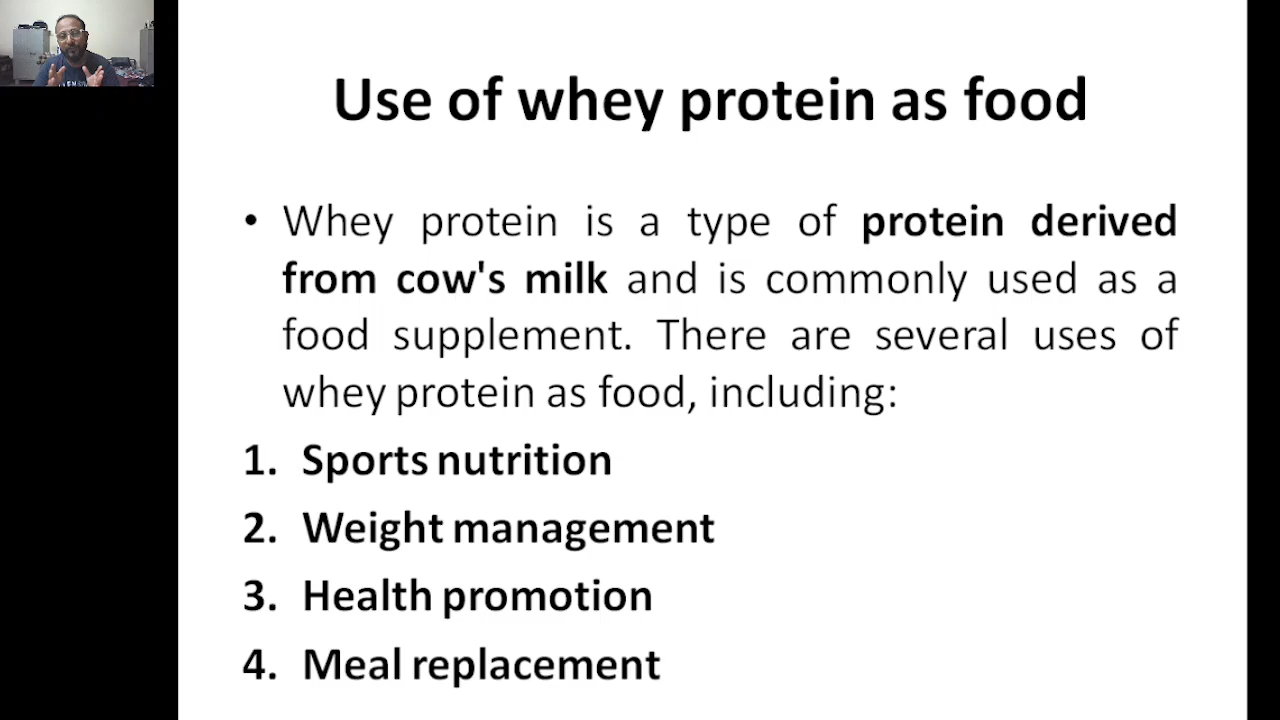 Use of whey protein as food
• Whey protein is a type of protein derived
from cow's milk and is commonly used as a
food supplement. There are several uses of
whey protein as food, including:
1. Sports nutrition
2. Weight management
3. Health promotion
4. Meal replacement